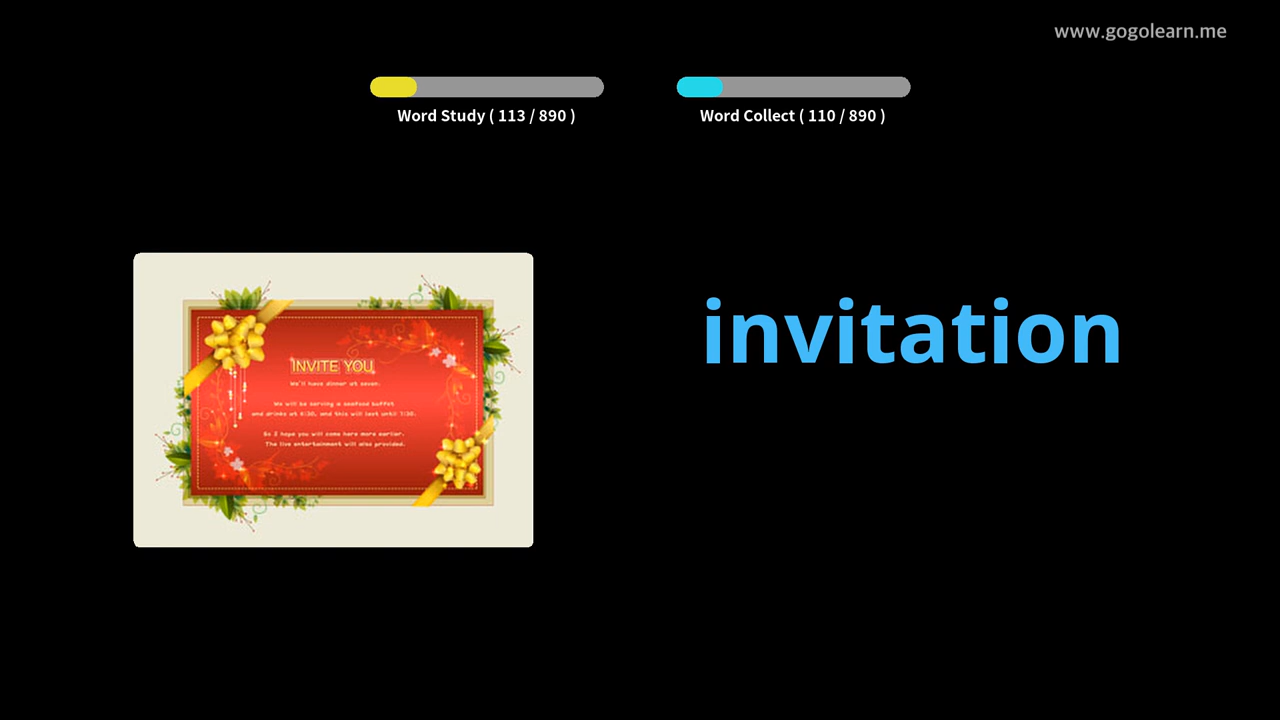 www.gogolearn.me
Word Study ( 113 / 890 )
Word Collect ( 110 / 890 )
invitation
INVITE YOU
We'll have dinner at seven.
We will be serving a seafood buffet
and drinks at 6:30, and this will last until 7:30.
So I hope you will come here more earlier.
The live entertainment will also provided.